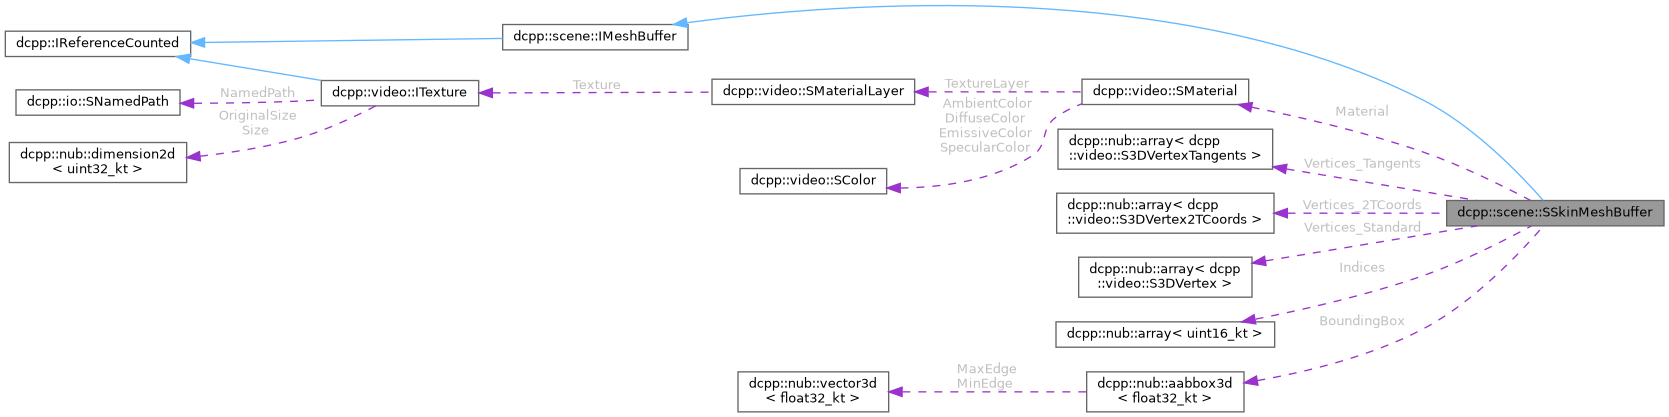 dcpp::IReferenceCounted
dcpp::scene::IMeshBuffer
dcpp::io::SNamedPath
NamedPath
dcpp::video::ITexture
Texture
dcpp::video::SMaterialLayer
TextureLayer
dcpp::video::SMaterial
Material
OriginalSize
Size
dcpp::nub::dimension2d
< uint32_kt >
AmbientColor
DiffuseColor
EmissiveColor
SpecularColor
dcpp::video::SColor
dcpp::nub::array< dcpp
::video::S3DVertexTangents >
Vertices_Tangents
dcpp::nub::array< dcpp
::video::S3DVertex2TCoords >
Vertices_2TCoords
dcpp::scene::SSkinMeshBuffer
Vertices_Standard
dcpp::nub::array< dcpp
::video::S3DVertex >
Indices
dcpp::nub::array< uint16_kt >
BoundingBox
dcpp::nub::vector3d
< float32_kt >
MaxEdge
MinEdge
dcpp::nub::aabbox3d
< float32_kt >